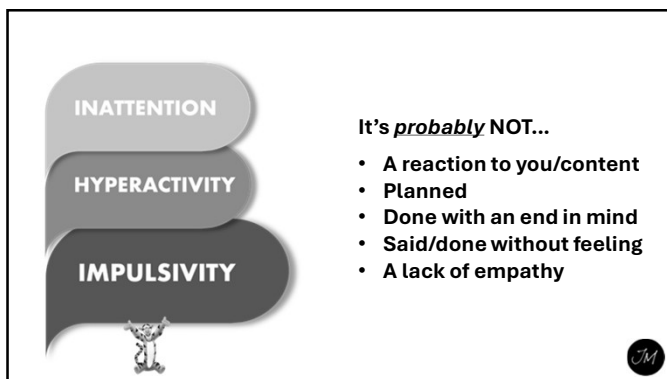 INATTENTION
HYPERACTIVITY
IMPULSIVITY
It's probably NOT...
• A reaction to you/content
• Planned
• Done with an end in mind
• Said/done without feeling
• A lack of empathy
JM